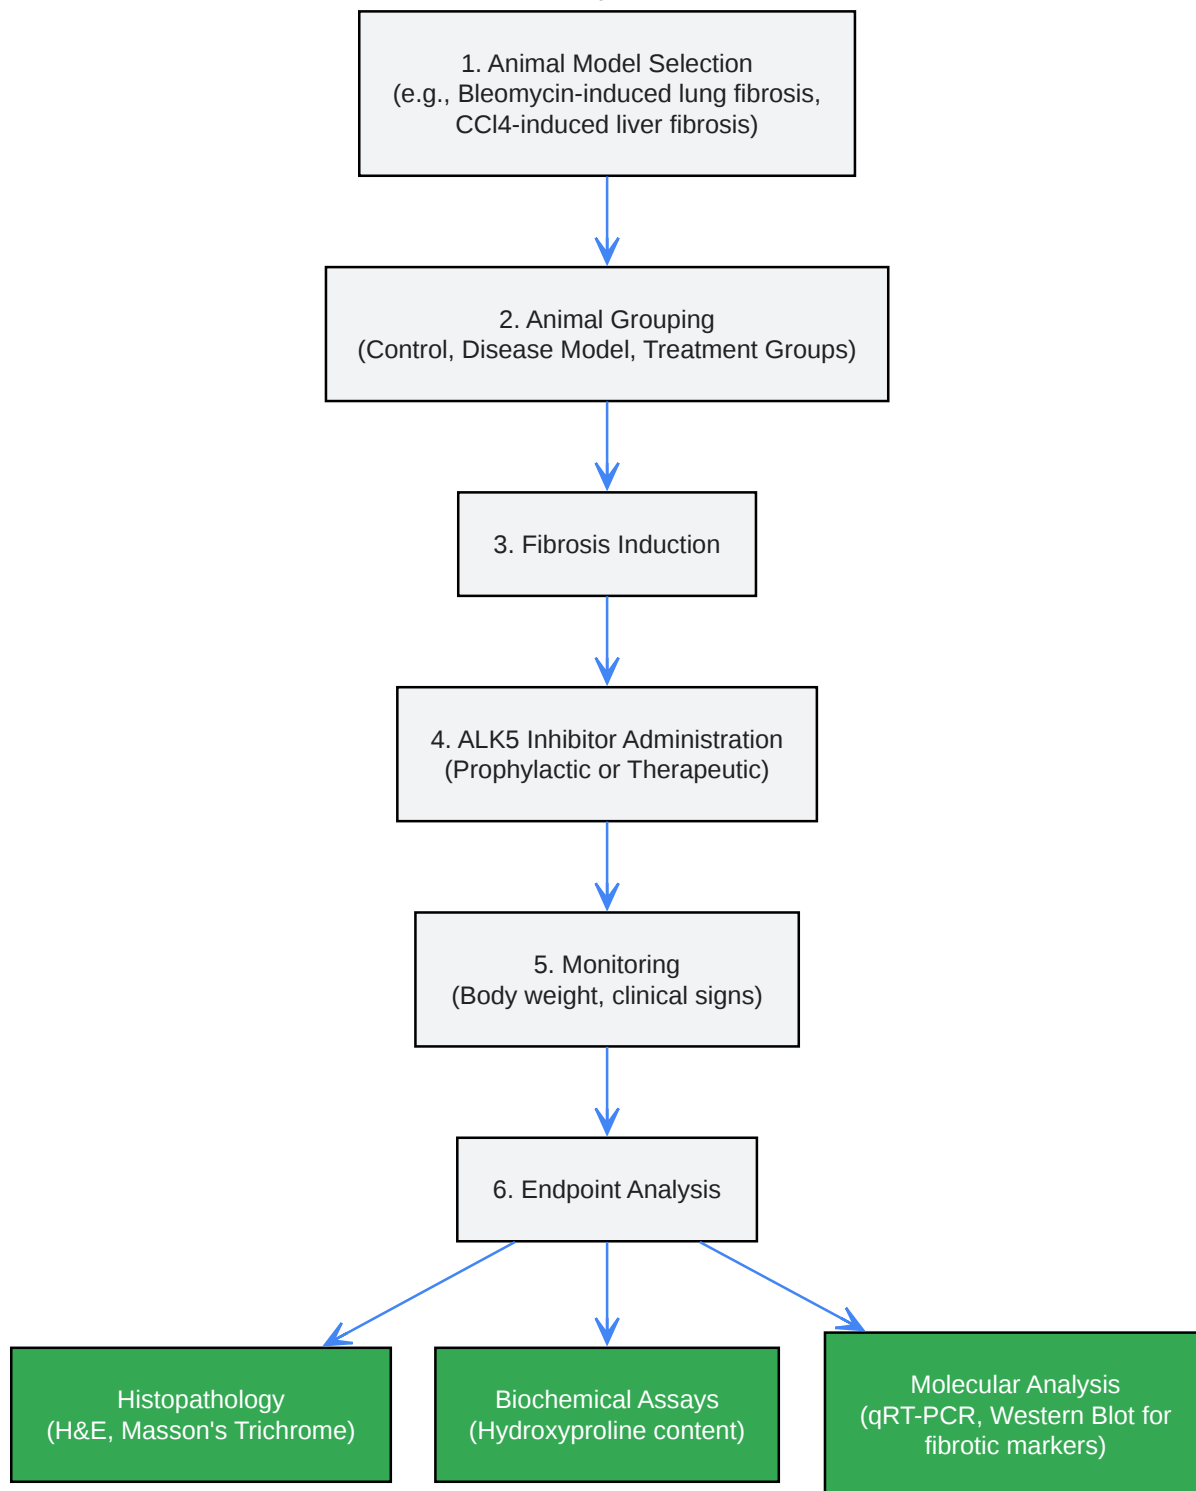 1. Animal Model Selection
(e.g., Bleomycin-induced lung fibrosis,
CCl4-induced liver fibrosis)
2. Animal Grouping
(Control, Disease Model, Treatment Groups)
3. Fibrosis Induction
4. ALK5 Inhibitor Administration
(Prophylactic or Therapeutic)
5. Monitoring
(Body weight, clinical signs)
6. Endpoint Analysis
Histopathology
(H&E, Masson's Trichrome)
Biochemical Assays
(Hydroxyproline content)
Molecular Analysis
(qRT-PCR, Western Blot for
fibrotic markers)